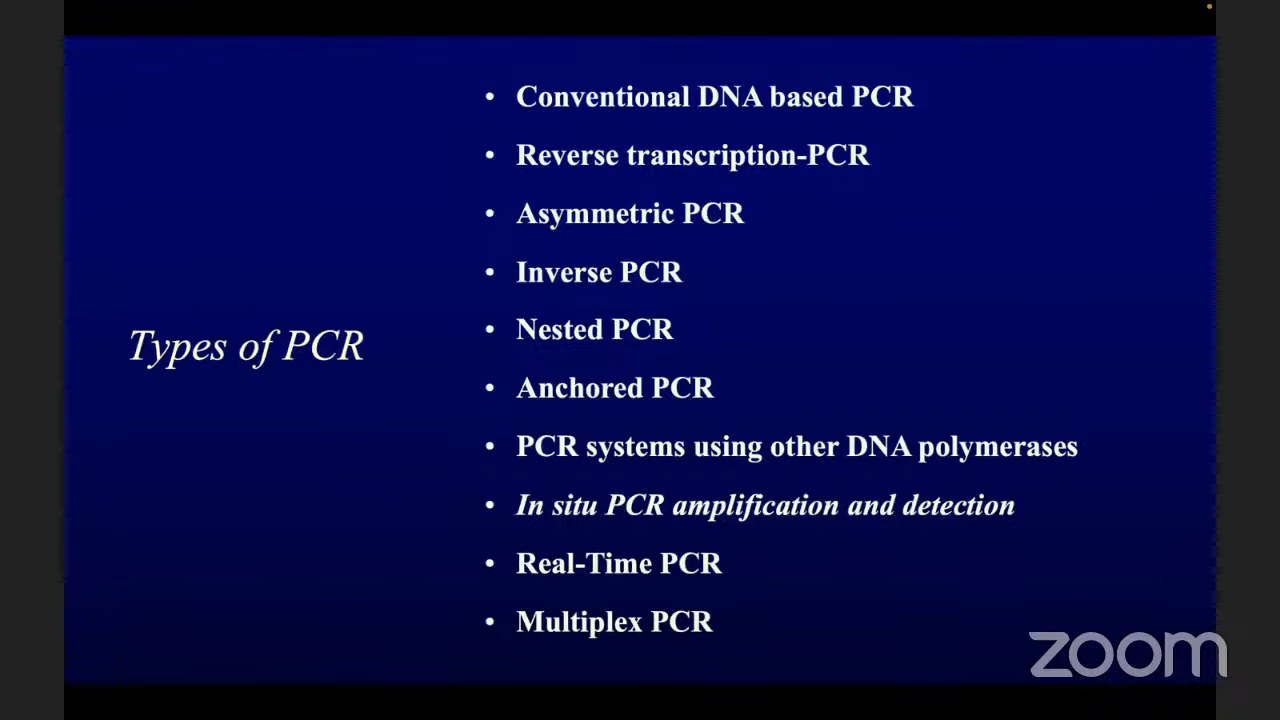 Types of PCR
• Conventional DNA based PCR
• Reverse transcription-PCR
• Asymmetric PCR
• Inverse PCR
• Nested PCR
• Anchored PCR
• PCR systems using other DNA polymerases
• In situ PCR amplification and detection
• Real-Time PCR
• Multiplex PCR
zoom